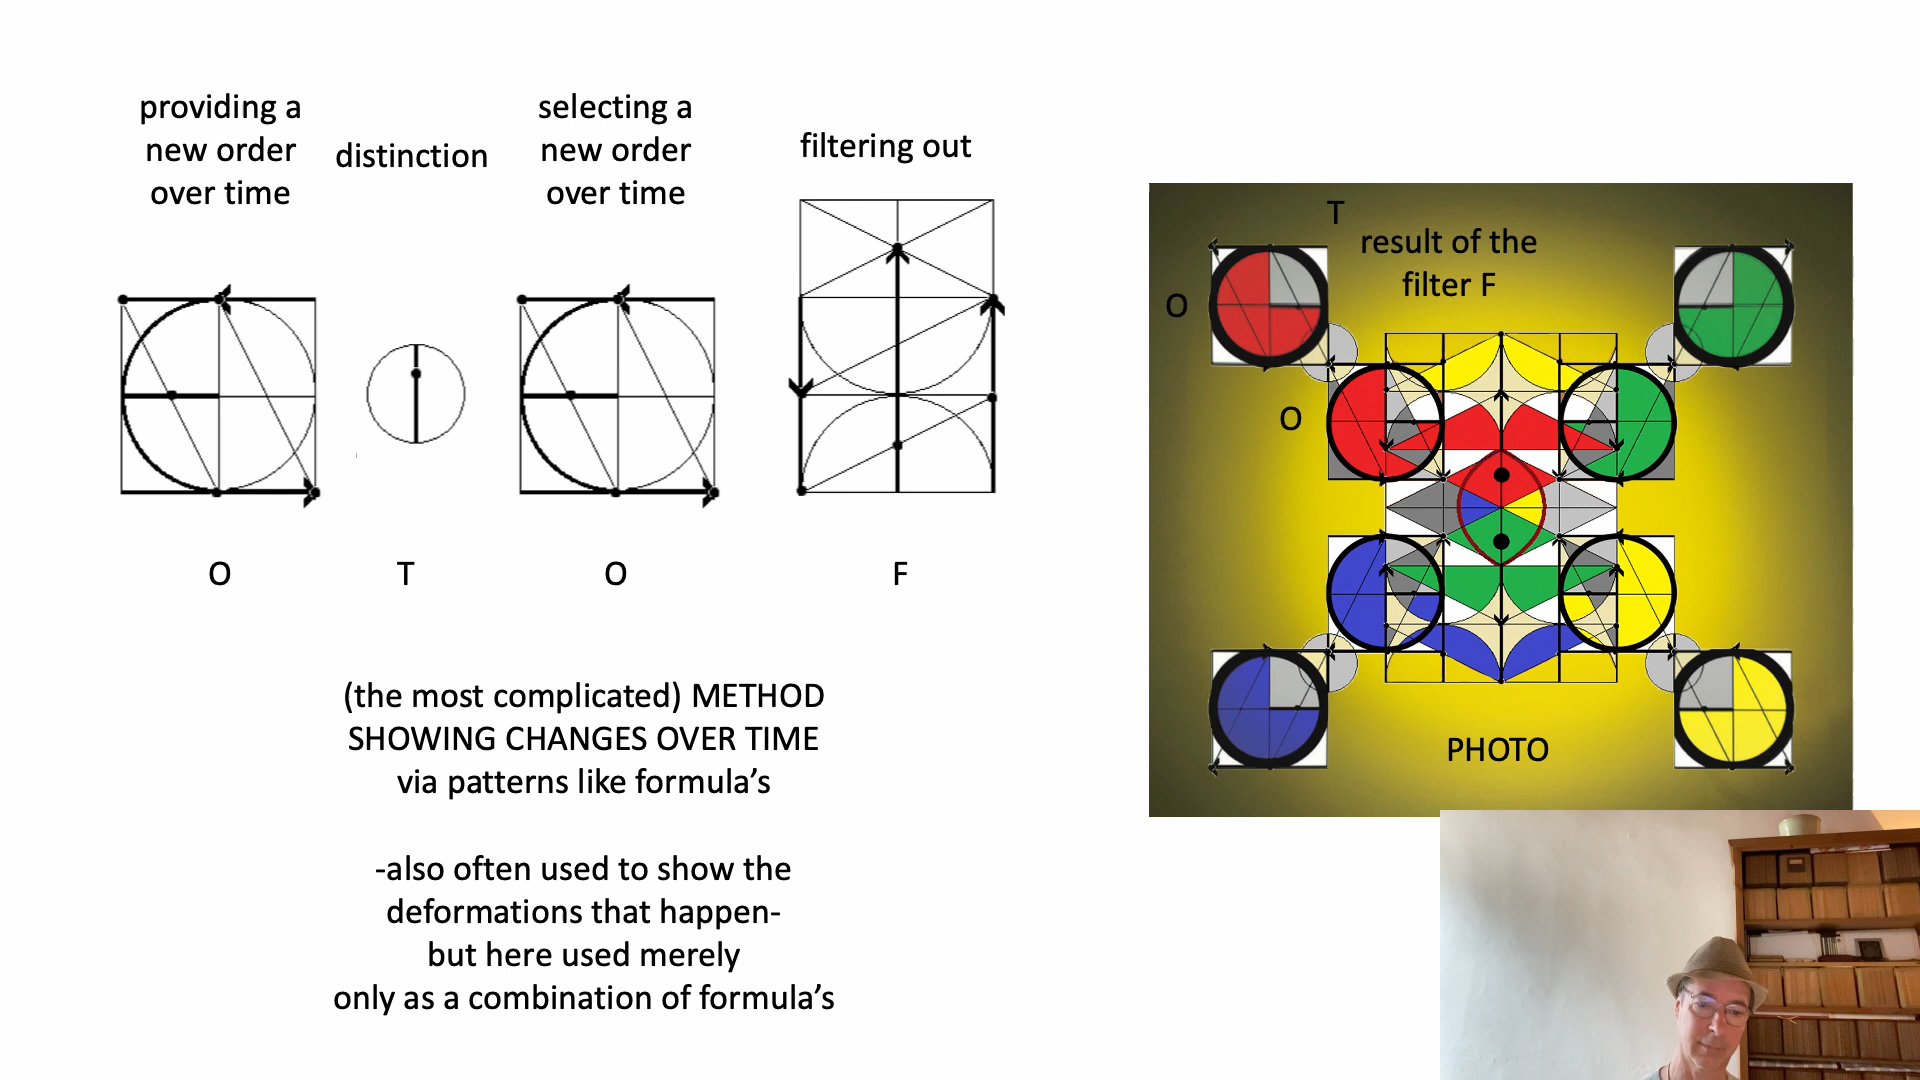 providing a
new order
over time
distinction
selecting a
new order
over time
filtering out
O
T
O
F
(the most complicated) METHOD
SHOWING CHANGES OVER TIME
via patterns like formula’s
-also often used to show the
deformations that happen-
but here used merely
only as a combination of formula’s
T
result of the
filter F
O
O
PHOTO